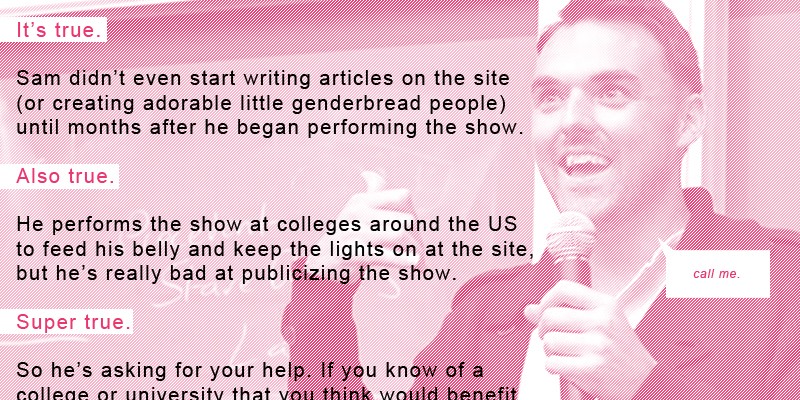 It's true.
Sam didn't even start writing articles on the site
(or creating adorable little genderbread people)
until months after he began performing the show.
Also true.
He performs the show at colleges around the US
to feed his belly and keep the lights on at the site,
but he's really bad at publicizing the show.
call me.
Super true.
So he's asking for your help. If you know of a
college or university that you think would benefit